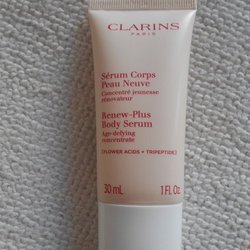 CLARINS
PARIS
Sérum Corps
Peau Neuve
Concentré jeunesse
rénovateur
Renew-Plus
Body Serum
Age-defying
concentrate
[FLOWER ACIDS + TRIPEPTIDE]
30 mL 1 Fl. Oz